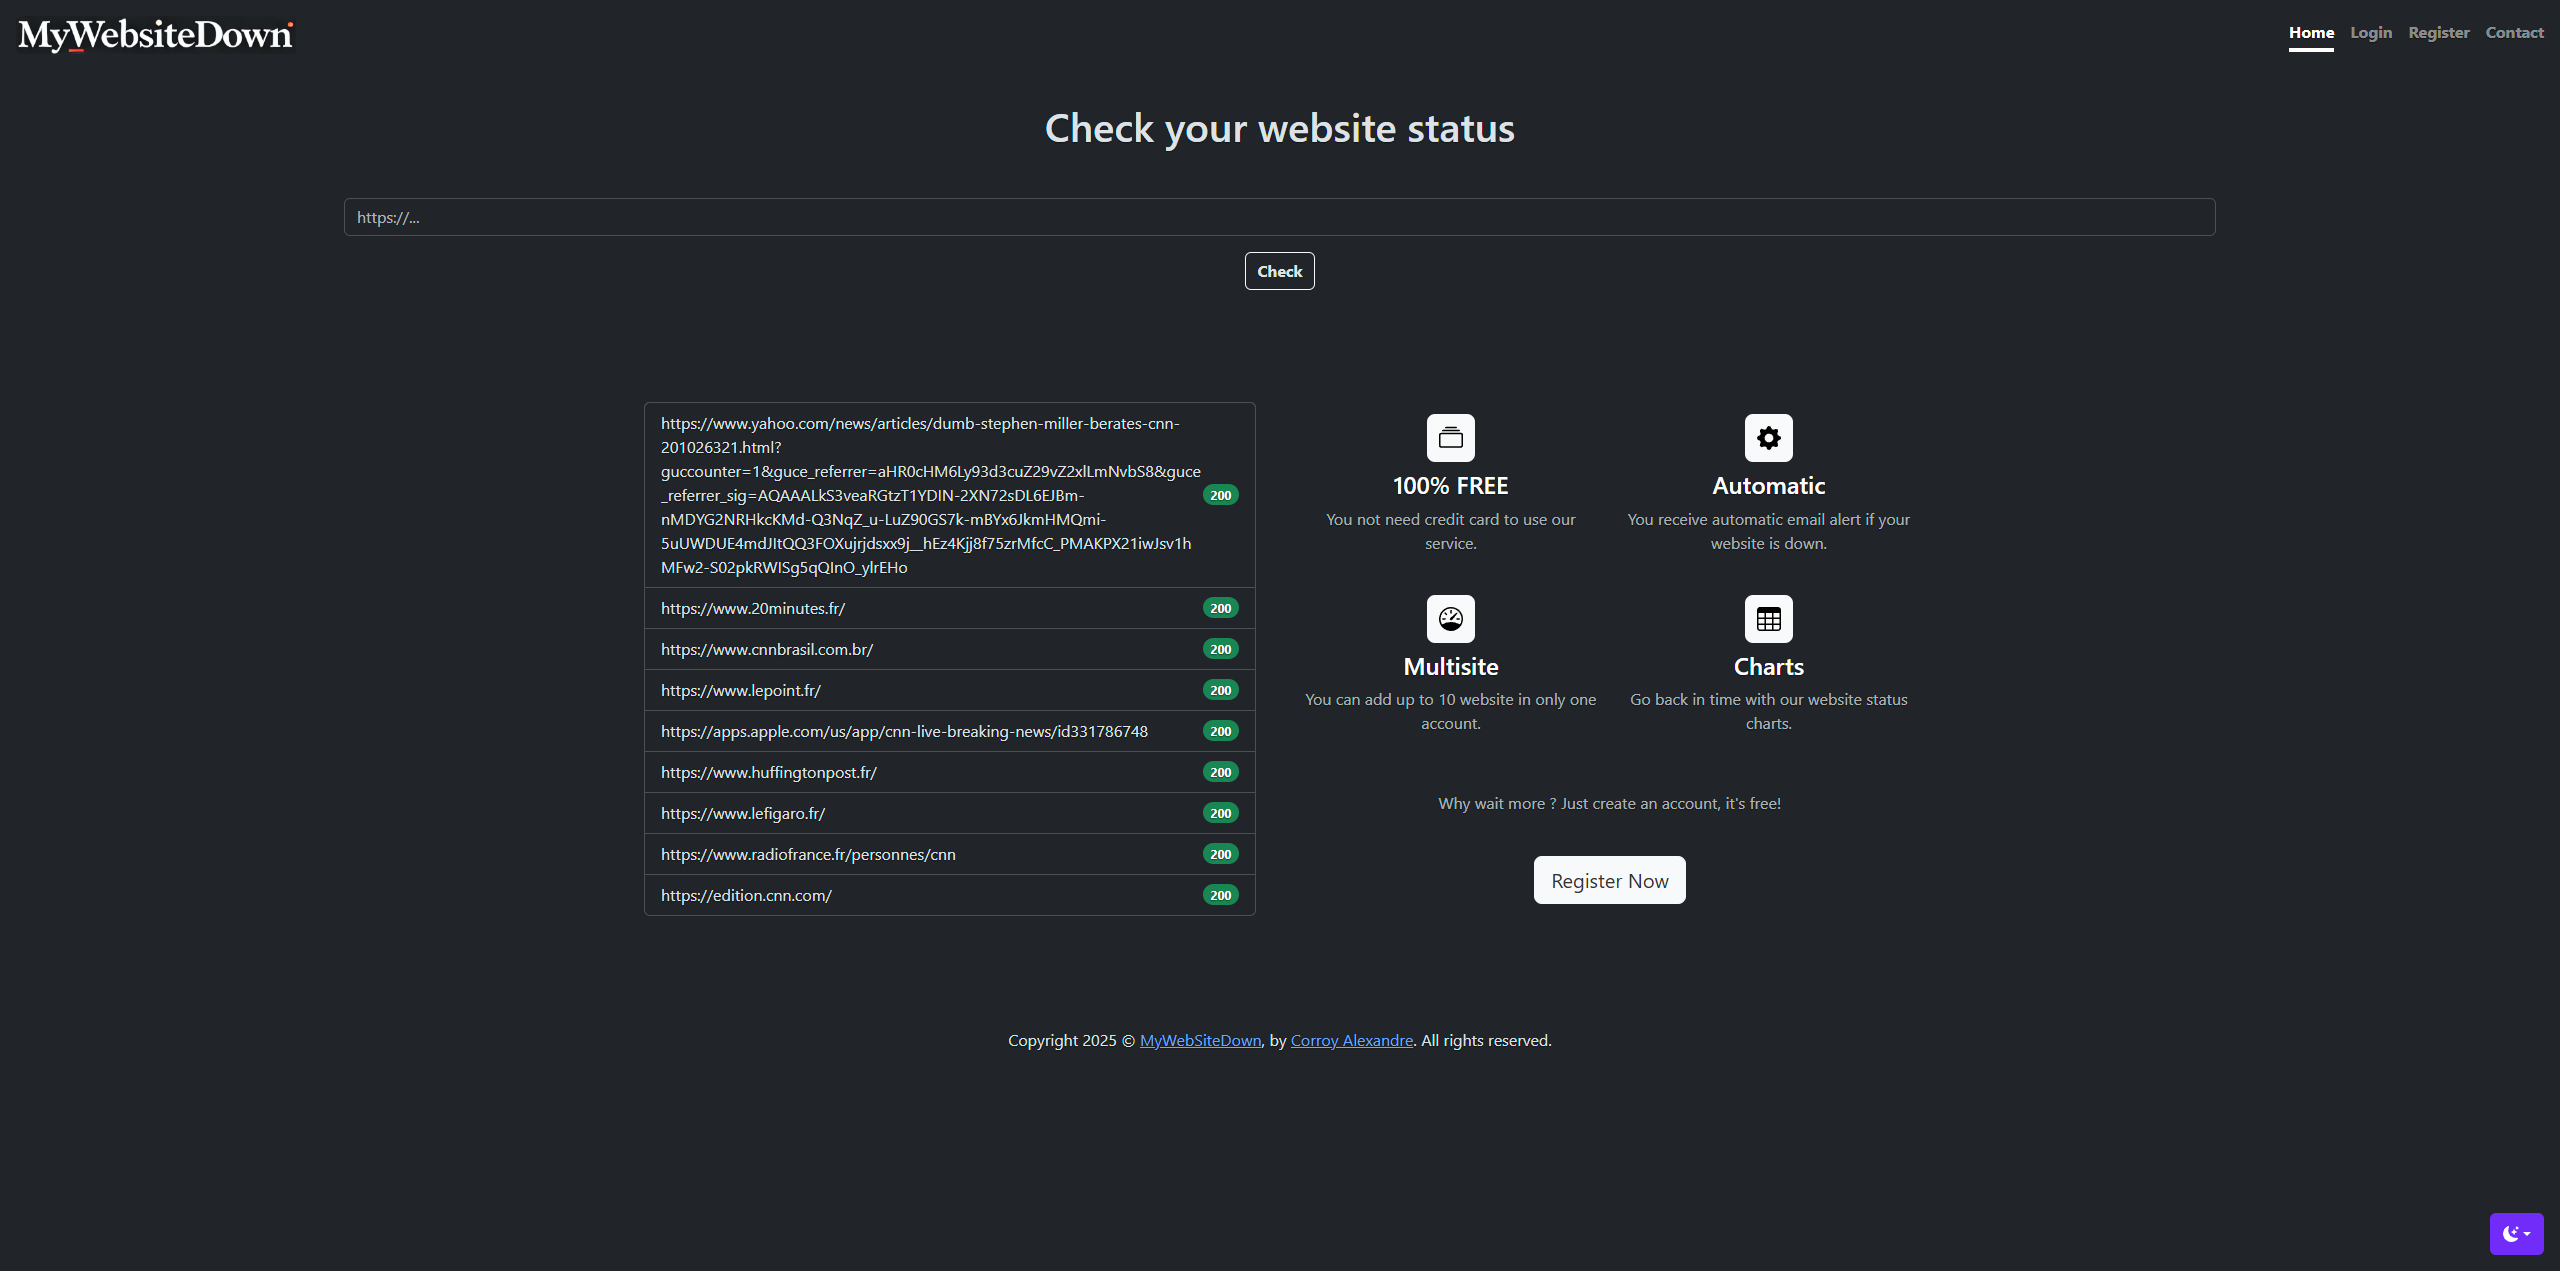 MyWebsiteDown
Home Login Register Contact
Check your website status
https://...
Check
https://www.yahoo.com/news/articles/dumb-stephen-miller-berates-cnn-
201026321.html?
guccounter=1&guce_referrer=aHR0cHM6Ly93d3cuZ29vZ2xlLmNvbS8&guce
_referrer_sig=AQAAALkS3veaRGtzT1YDIN-2XN72sDL6EJBm-
nMDYG2NRHkcKMd-Q3NqZ_u-LuZ90GS7k-mBYx6JkmHMQmi-
5uUWDUE4mdJItQQ3FOXujrjdsxx9j__hEz4Kjj8f75zrMfcC_PMAKPX21iwJsv1h
MFw2-S02pkRWISg5qQInO_ylrEHo
200
https://www.20minutes.fr/ 200
https://www.cnnbrasil.com.br/ 200
https://www.lepoint.fr/ 200
https://apps.apple.com/us/app/cnn-live-breaking-news/id331786748 200
https://www.huffingtonpost.fr/ 200
https://www.lefigaro.fr/ 200
https://www.radiofrance.fr/personnes/cnn 200
https://edition.cnn.com/ 200
100% FREE
You not need credit card to use our
service.
Automatic
You receive automatic email alert if your
website is down.
Multisite
You can add up to 10 website in only one
account.
Charts
Go back in time with our website status
charts.
Why wait more ? Just create an account, it's free!
Register Now
Copyright 2025 © MyWebSiteDown, by Corroy Alexandre. All rights reserved.